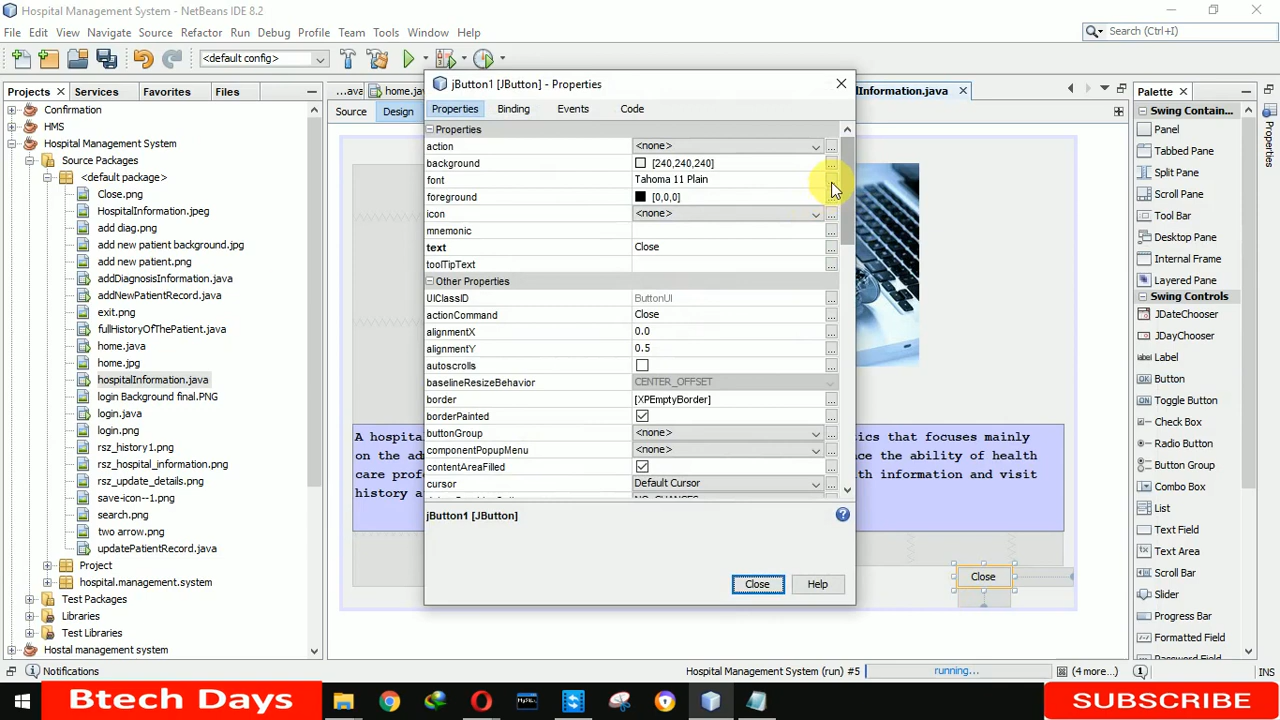 Hospital Management System - NetBeans IDE 8.2
File Edit View Navigate Source Refactor Run Debug Profile Team Tools Window Help
Search (Ctrl+I)
<default config>
Projects Services Favorites Files
...ava home.jav
lInformation.java
Source Design
Confirmation
HMS
Hospital Management System
Source Packages
<default package>
Close.png
HospitalInformation.jpeg
add diag.png
add new patient background.jpg
add new patient.png
addDiagnosisInformation.java
addNewPatientRecord.java
exit.png
fullHistoryOfThePatient.java
home.java
home.jpg
hospitalInformation.java
login Background final.PNG
login.java
login.png
rsz_history1.png
rsz_hospital_information.png
rsz_update_details.png
save-icon--1.png
search.png
two arrow.png
updatePatientRecord.java
Project
hospital.management.system
Test Packages
Libraries
Test Libraries
Hostal management system
jButton1 [JButton] - Properties
Properties Binding Events Code
Properties
action <none>
background [240,240,240]
font Tahoma 11 Plain
foreground [0,0,0]
icon <none>
mnemonic
text Close
toolTipText
Other Properties
UIClassID ButtonUI
actionCommand Close
alignmentX 0.0
alignmentY 0.5
autoscrolls
baselineResizeBehavior CENTER_OFFSET
border [XPEmptyBorder]
borderPainted
buttonGroup <none>
componentPopupMenu <none>
contentAreaFilled
cursor Default Cursor
jButton1 [JButton]
Close Help
A hospita
on the ad
care prof
history a
tics that focuses mainly
nce the ability of health
th information and visit
Close
Palette
Swing Contain...
Panel
Tabbed Pane
Split Pane
Scroll Pane
Tool Bar
Desktop Pane
Internal Frame
Layered Pane
Swing Controls
JDateChooser
JDayChooser
Label
Button
Toggle Button
Check Box
Radio Button
Button Group
Combo Box
List
Text Field
Text Area
Scroll Bar
Slider
Progress Bar
Formatted Field
Properties
Notifications
Hospital Management System (run) #5 running... (4 more...) INS
Btech Days
SUBSCRIBE